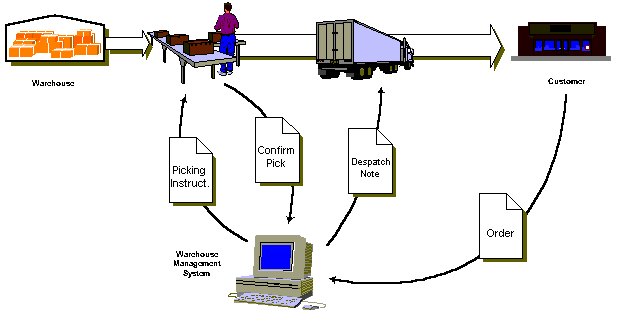 Warehouse
Customer
Confirm
Pick
Picking
Instruct.
Despatch
Note
Order
Warehouse
Management
System